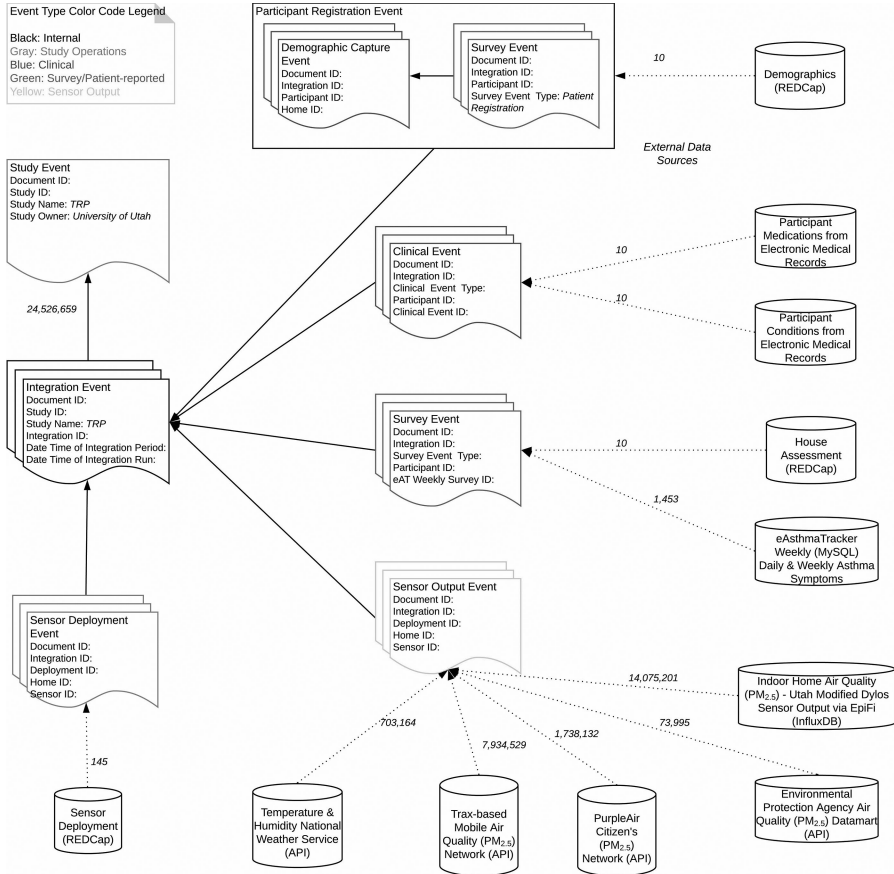 Event Type Color Code Legend
Black: Internal
Gray: Study Operations
Blue: Clinical
Green: Survey/Patient-reported
Yellow: Sensor Output
Participant Registration Event
Demographic Capture
Event
Document ID:
Integration ID:
Participant ID:
Home ID:
Survey Event
Document ID:
Integration ID:
Participant ID:
Survey Event Type: Patient
Registration
10
Demographics
(REDCap)
External Data
Sources
Study Event
Document ID:
Study ID:
Study Name: TRP
Study Owner: University of Utah
24,526,659
Clinical Event
Document ID:
Integration ID:
Clinical Event Type:
Participant ID:
Clinical Event ID:
10
10
Participant
Medications from
Electronic Medical
Records
Participant
Conditions from
Electronic Medical
Records
Integration Event
Document ID:
Study ID:
Study Name: TRP
Integration ID:
Date Time of Integration Period:
Date Time of Integration Run:
Survey Event
Document ID:
Integration ID:
Survey Event Type:
Participant ID:
eAT Weekly Survey ID:
10
1,453
House
Assessment
(REDCap)
eAsthmaTracker
Weekly (MySQL)
Daily & Weekly Asthma
Symptoms
Sensor Deployment
Event
Document ID:
Integration ID:
Deployment ID:
Home ID:
Sensor ID:
Sensor Output Event
Document ID:
Integration ID:
Deployment ID:
Home ID:
Sensor ID:
14,075,201
Indoor Home Air Quality
(PM2.5) - Utah Modified Dylos
Sensor Output via EpiFi
(InfluxDB)
703,164
7,934,529
1,738,132
73,995
145
Sensor
Deployment
(REDCap)
Temperature &
Humidity National
Weather Service
(API)
Trax-based
Mobile Air
Quality (PM2.5)
Network (API)
PurpleAir
Citizen's
(PM2.5)
Network (API)
Environmental
Protection Agency Air
Quality (PM2.5) Datamart
(API)